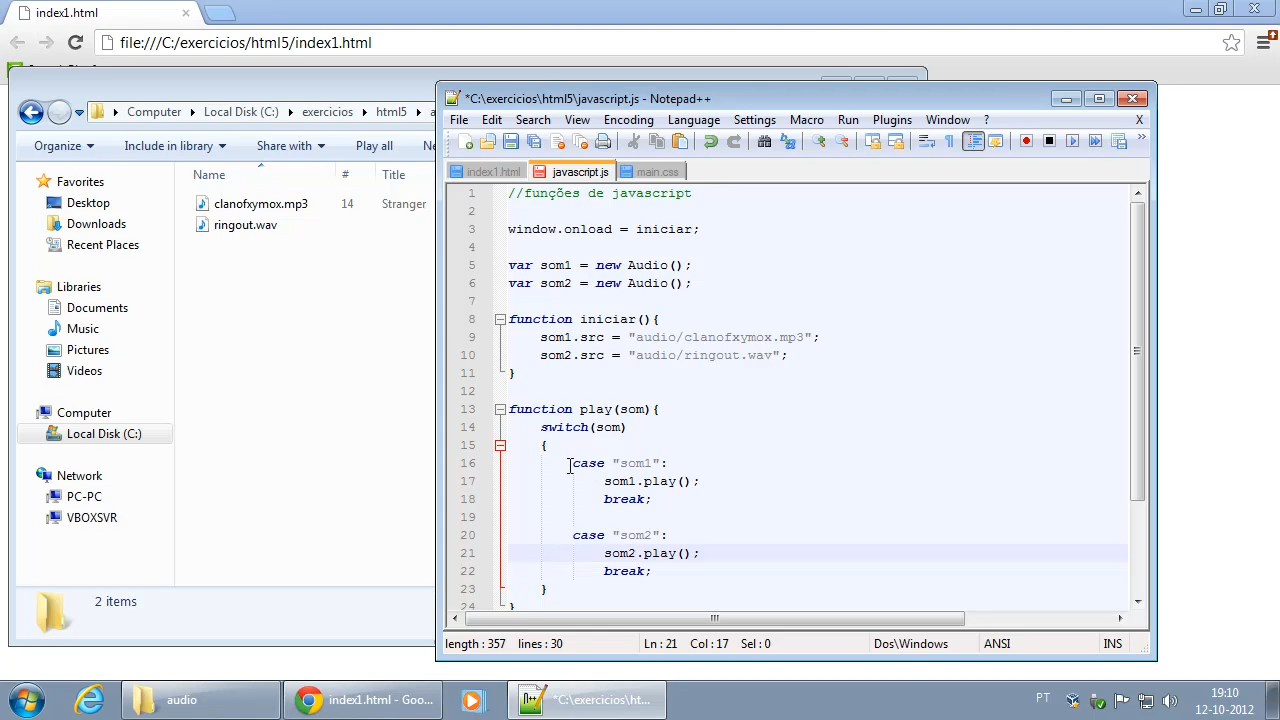 index1.html
file:///C:/exercicios/html5/index1.html
Computer
Local Disk (C:)
exercicios
html5
Organize
Include in library
Share with
Play all
Name
#
Title
clanofxymox.mp3
14
Stranger
ringout.wav
Favorites
Desktop
Downloads
Recent Places
Libraries
Documents
Music
Pictures
Videos
Computer
Local Disk (C:)
Network
PC-PC
VBOXSVR
2 items
*C:\exercicios\html5\javascript.js - Notepad++
File Edit Search View Encoding Language Settings Macro Run Plugins Window ? X
index1.html
javascript.js
main.css
1 //funções de javascript
2
3 window.onload = iniciar;
4
5 var som1 = new Audio();
6 var som2 = new Audio();
7
8 function iniciar(){
9 som1.src = "audio/clanofxymox.mp3";
10 som2.src = "audio/ringout.wav";
11 }
12
13 function play(som){
14 switch(som)
15 {
16 case "som1":
17 som1.play();
18 break;
19
20 case "som2":
21 som2.play();
22 break;
23 }
24 }
length : 357 lines : 30
Ln : 21 Col : 17 Sel : 0
Dos\Windows
ANSI
INS
audio
index1.html - Goo...
*C:\exercicios\ht...
PT
19:10
12-10-2012